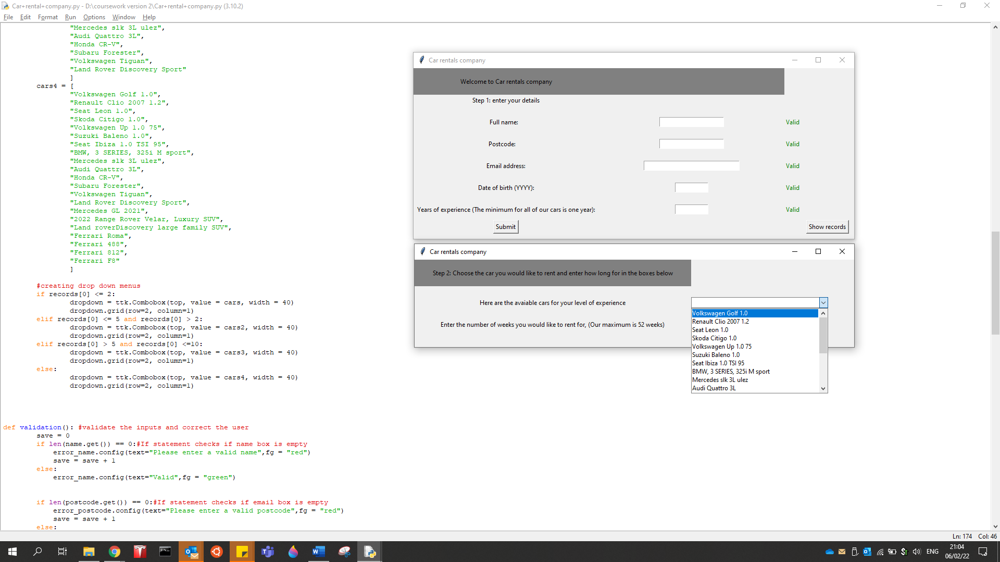 Car+rental+company.py - D:\coursework version 2\Car+rental+company.py (3.10.2)
File Edit Format Run Options Window Help
"Mercedes slk 3L ulez",
"Audi Quattro 3L",
"Honda CR-V",
"Subaru Forester",
"Volkswagen Tiguan",
"Land Rover Discovery Sport"
]
cars4 = [
"Volkswagen Golf 1.0",
"Renault Clio 2007 1.2",
"Seat Leon 1.0",
"Skoda Citigo 1.0",
"Volkswagen Up 1.0 75",
"Suzuki Baleno 1.0",
"Seat Ibiza 1.0 TSI 95",
"BMW, 3 SERIES, 325i M sport",
"Mercedes slk 3L ulez",
"Audi Quattro 3L",
"Honda CR-V",
"Subaru Forester",
"Volkswagen Tiguan",
"Land Rover Discovery Sport",
"Mercedes GL 2021",
"2022 Range Rover Velar, Luxury SUV",
"Land roverDiscovery large family SUV",
"Ferrari Roma",
"Ferrari 488",
"Ferrari 812",
"Ferrari F8"
]
#creating drop down menus
if records[0] <= 2:
dropdown = ttk.Combobox(top, value = cars, width = 40)
dropdown.grid(row=2, column=1)
elif records[0] <= 5 and records[0] > 2:
dropdown = ttk.Combobox(top, value = cars2, width = 40)
dropdown.grid(row=2, column=1)
elif records[0] > 5 and records[0] <=10:
dropdown = ttk.Combobox(top, value = cars3, width = 40)
dropdown.grid(row=2, column=1)
else:
dropdown = ttk.Combobox(top, value = cars4, width = 40)
dropdown.grid(row=2, column=1)
def validation(): #validate the inputs and correct the user
save = 0
if len(name.get()) == 0:#If statement checks if name box is empty
error_name.config(text="Please enter a valid name",fg = "red")
save = save + 1
else:
error_name.config(text="Valid",fg = "green")
if len(postcode.get()) == 0:#If statement checks if email box is empty
error_postcode.config(text="Please enter a valid postcode",fg = "red")
save = save + 1
else:
Car rentals company
Welcome to Car rentals company
Step 1: enter your details
Full name: Valid
Postcode: Valid
Email address: Valid
Date of birth (YYYY): Valid
Years of experience (The minimum for all of our cars is one year): Valid
Submit Show records
Car rentals company
Step 2: Choose the car you would like to rent and enter how long for in the boxes below
Here are the avaiable cars for your level of experience
Enter the number of weeks you would like to rent for, (Our maximum is 52 weeks)
Volkswagen Golf 1.0
Renault Clio 2007 1.2
Seat Leon 1.0
Skoda Citigo 1.0
Volkswagen Up 1.0 75
Suzuki Baleno 1.0
Seat Ibiza 1.0 TSI 95
BMW, 3 SERIES, 325i M sport
Mercedes slk 3L ulez
Audi Quattro 3L
Ln: 174 Col: 46
ENG
21:04
06/02/22